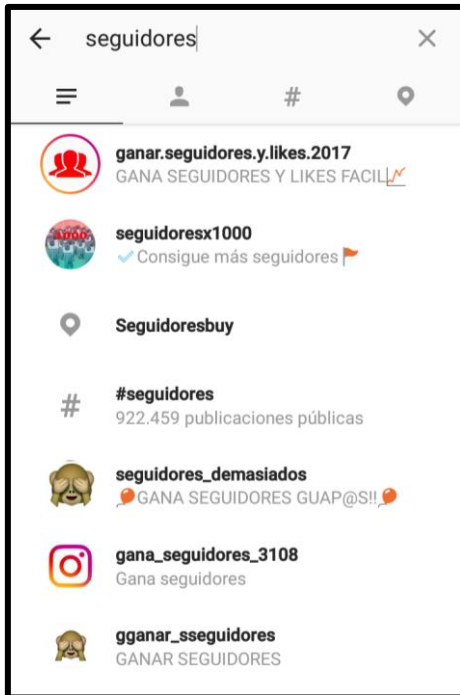 seguidores
#
ganar.seguidores.y.likes.2017
GANA SEGUIDORES Y LIKES FACIL📈
seguidoresx1000
✔Consigue más seguidores🚩
Seguidoresbuy
# #seguidores
922.459 publicaciones públicas
seguidores_demasiados
🎈GANA SEGUIDORES GUAP@S!!🎈
gana_seguidores_3108
Gana seguidores
gganar_sseguidores
GANAR SEGUIDORES